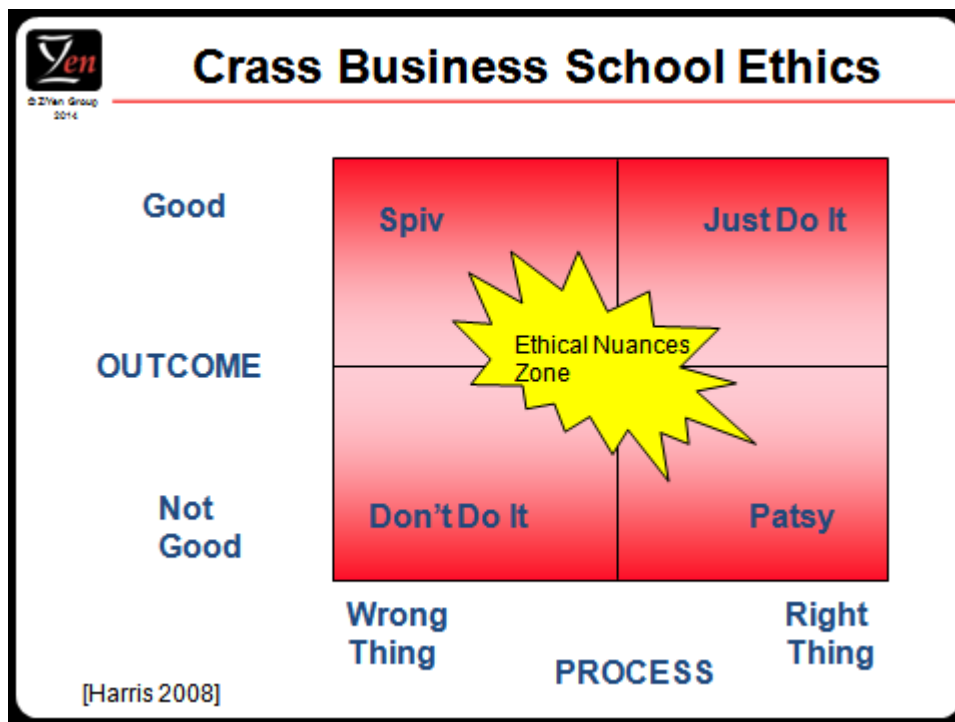 Yen
Crass Business School Ethics
© Z/Yen Group
2014
Good
Spiv
Just Do It
Ethical Nuances
Zone
OUTCOME
Not
Good
Don't Do It
Patsy
Wrong
Thing
Right
Thing
PROCESS
[Harris 2008]